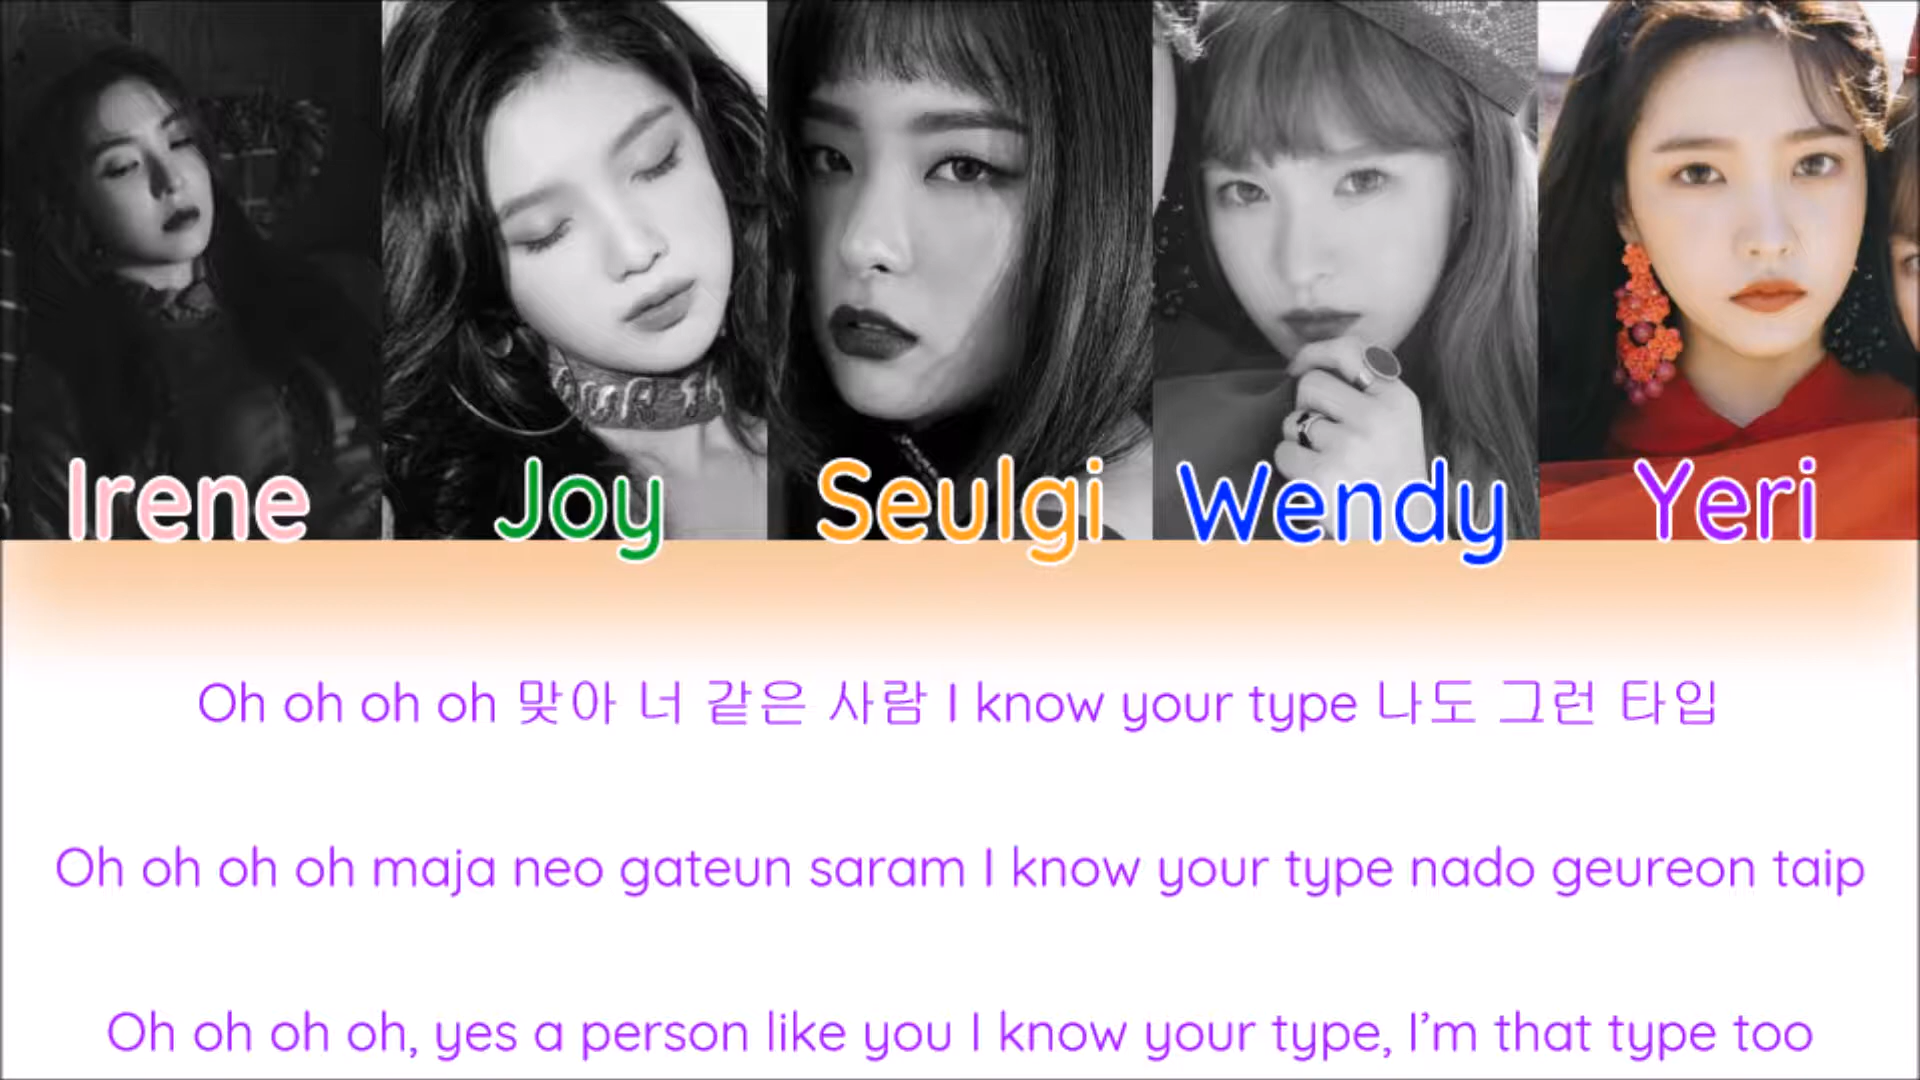 Irene Joy Seulgi Wendy Yeri
Oh oh oh oh 맞아 너 같은 사람 I know your type 나도 그런 타입
Oh oh oh oh maja neo gateun saram I know your type nado geureon taip
Oh oh oh oh, yes a person like you I know your type, I’m that type too